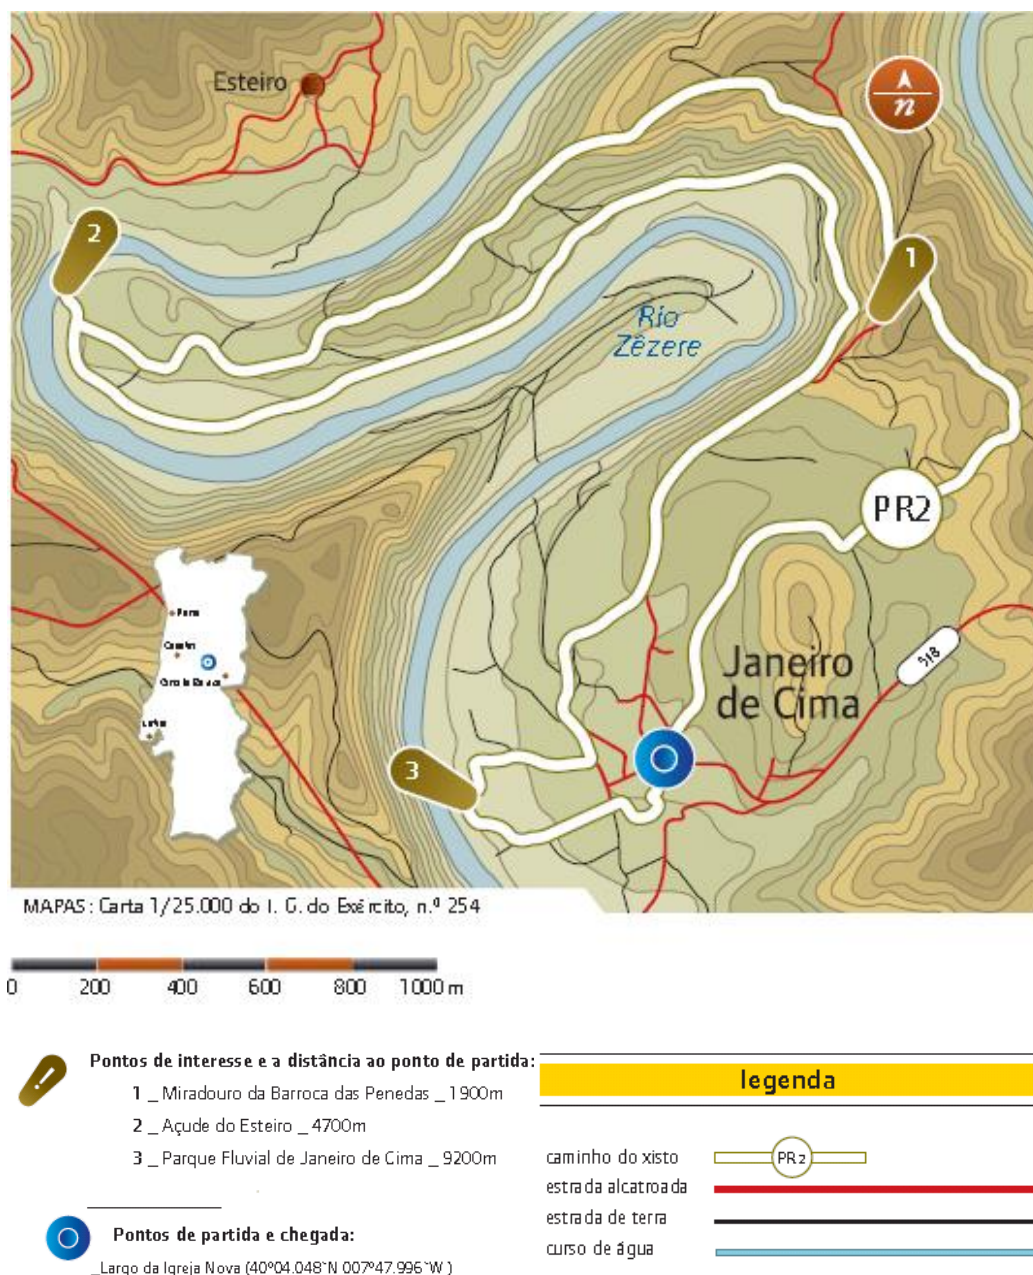 Esteiro
n
2
1
Rio
Zêzere
PR2
Janeiro
de Cima
518
3
MAPAS: Carta 1/25.000 do I. G. do Exército, n.º 254
0 200 400 600 800 1000 m
Pontos de interesse e a distância ao ponto de partida:
1 _ Miradouro da Barroca das Penedas _ 1900m
2 _ Açude do Esteiro _ 4700m
3 _ Parque Fluvial de Janeiro de Cima _ 9200m
Pontos de partida e chegada:
_Largo da Igreja Nova (40º04.048`N 007º47.996`W )
legenda
caminho do xisto
PR2
estrada alcatroada
estrada de terra
curso de água